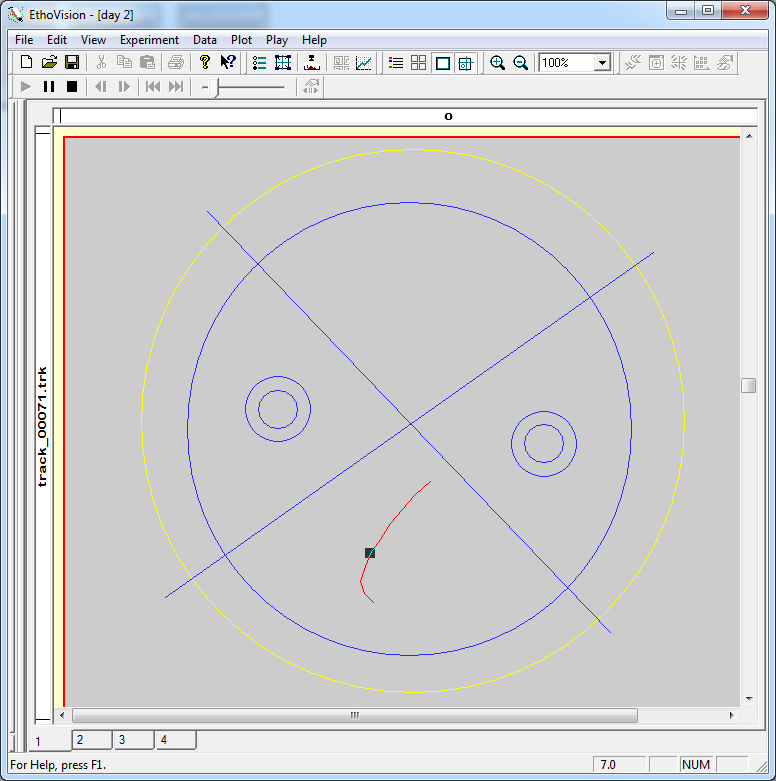 EthoVision - [day 2]
File Edit View Experiment Data Plot Play Help
100%
o
track_00071.trk
1 2 3 4
For Help, press F1.
7.0
NUM